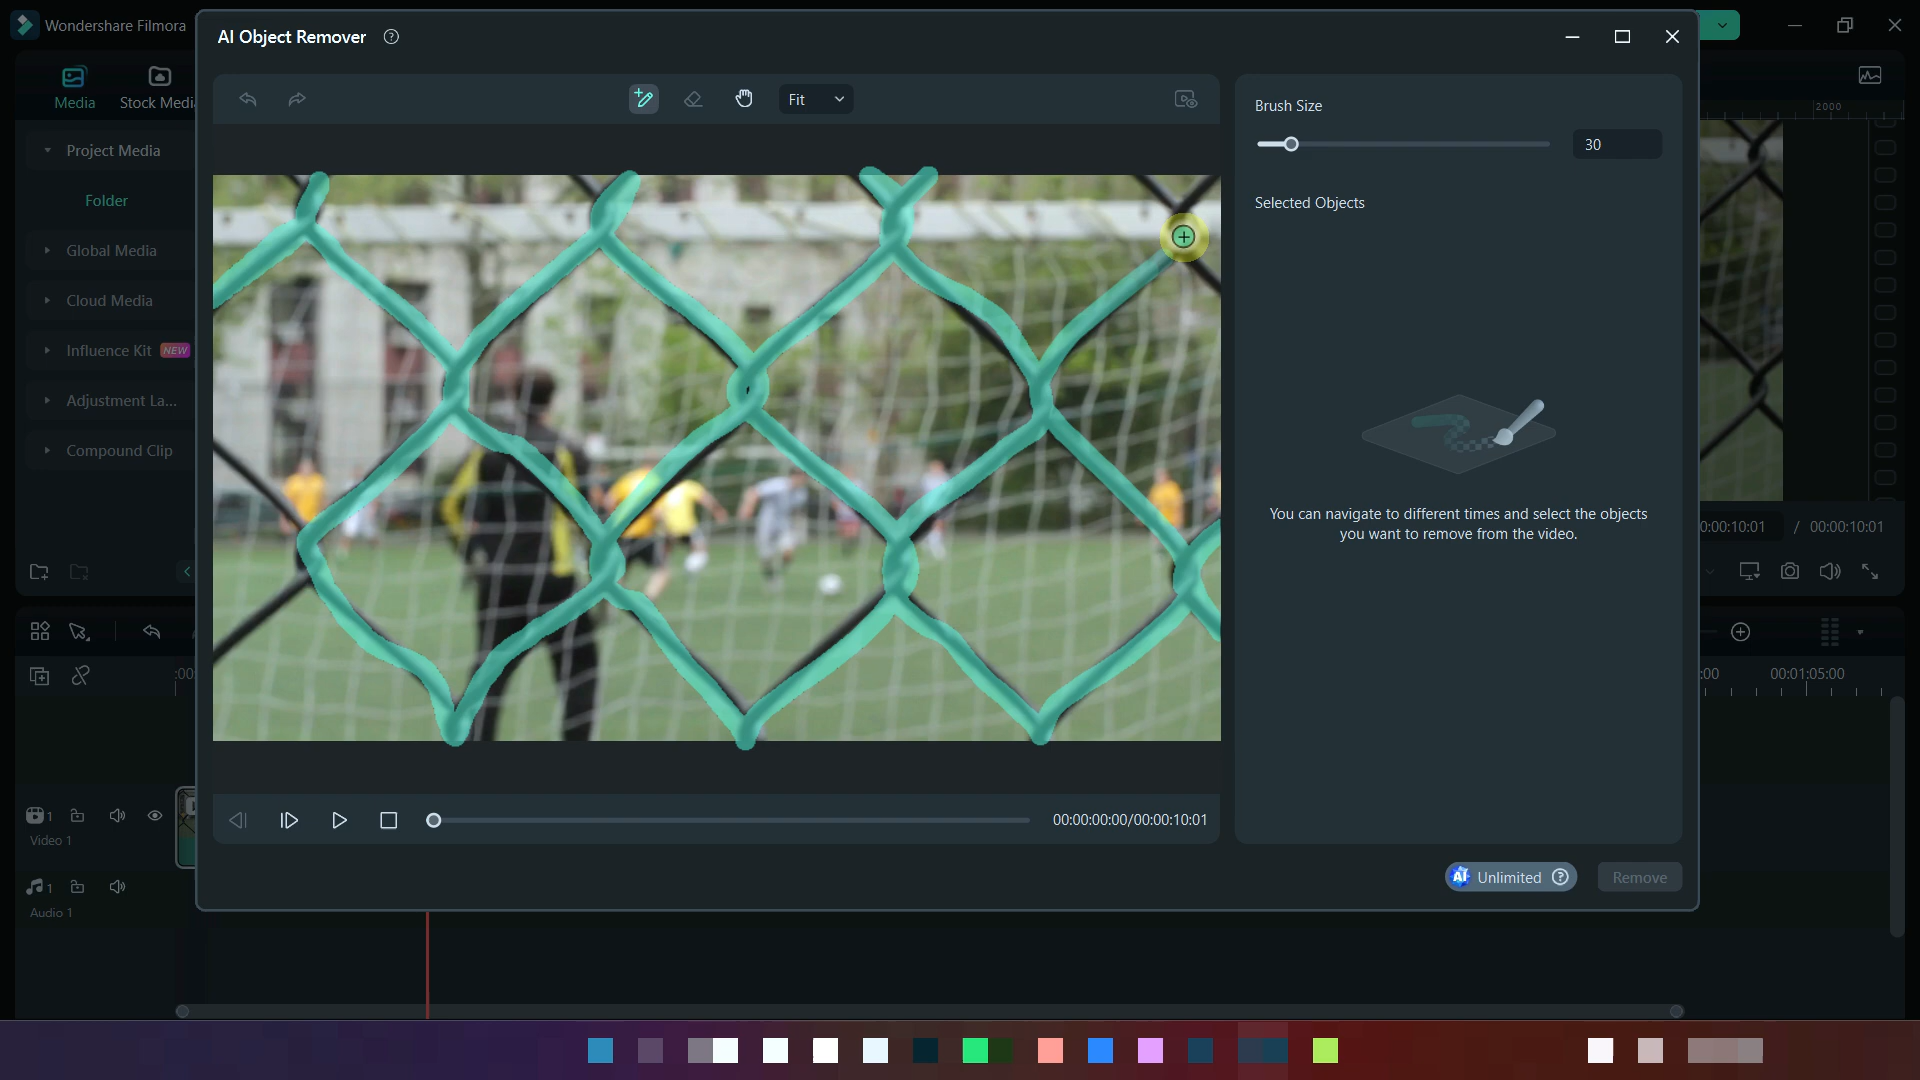 Wondershare Filmora
AI Object Remover
Media
Stock Medi
Fit
Brush Size
30
2000
Project Media
Folder
Selected Objects
Global Media
Cloud Media
Influence Kit NEW
Adjustment La...
Compound Clip
You can navigate to different times and select the objects
you want to remove from the video.
0:00:10:01 / 00:00:10:01
:00
:00 00:01:05:00
1
Video 1
00:00:00:00/00:00:10:01
AI Unlimited
Remove
1
Audio 1